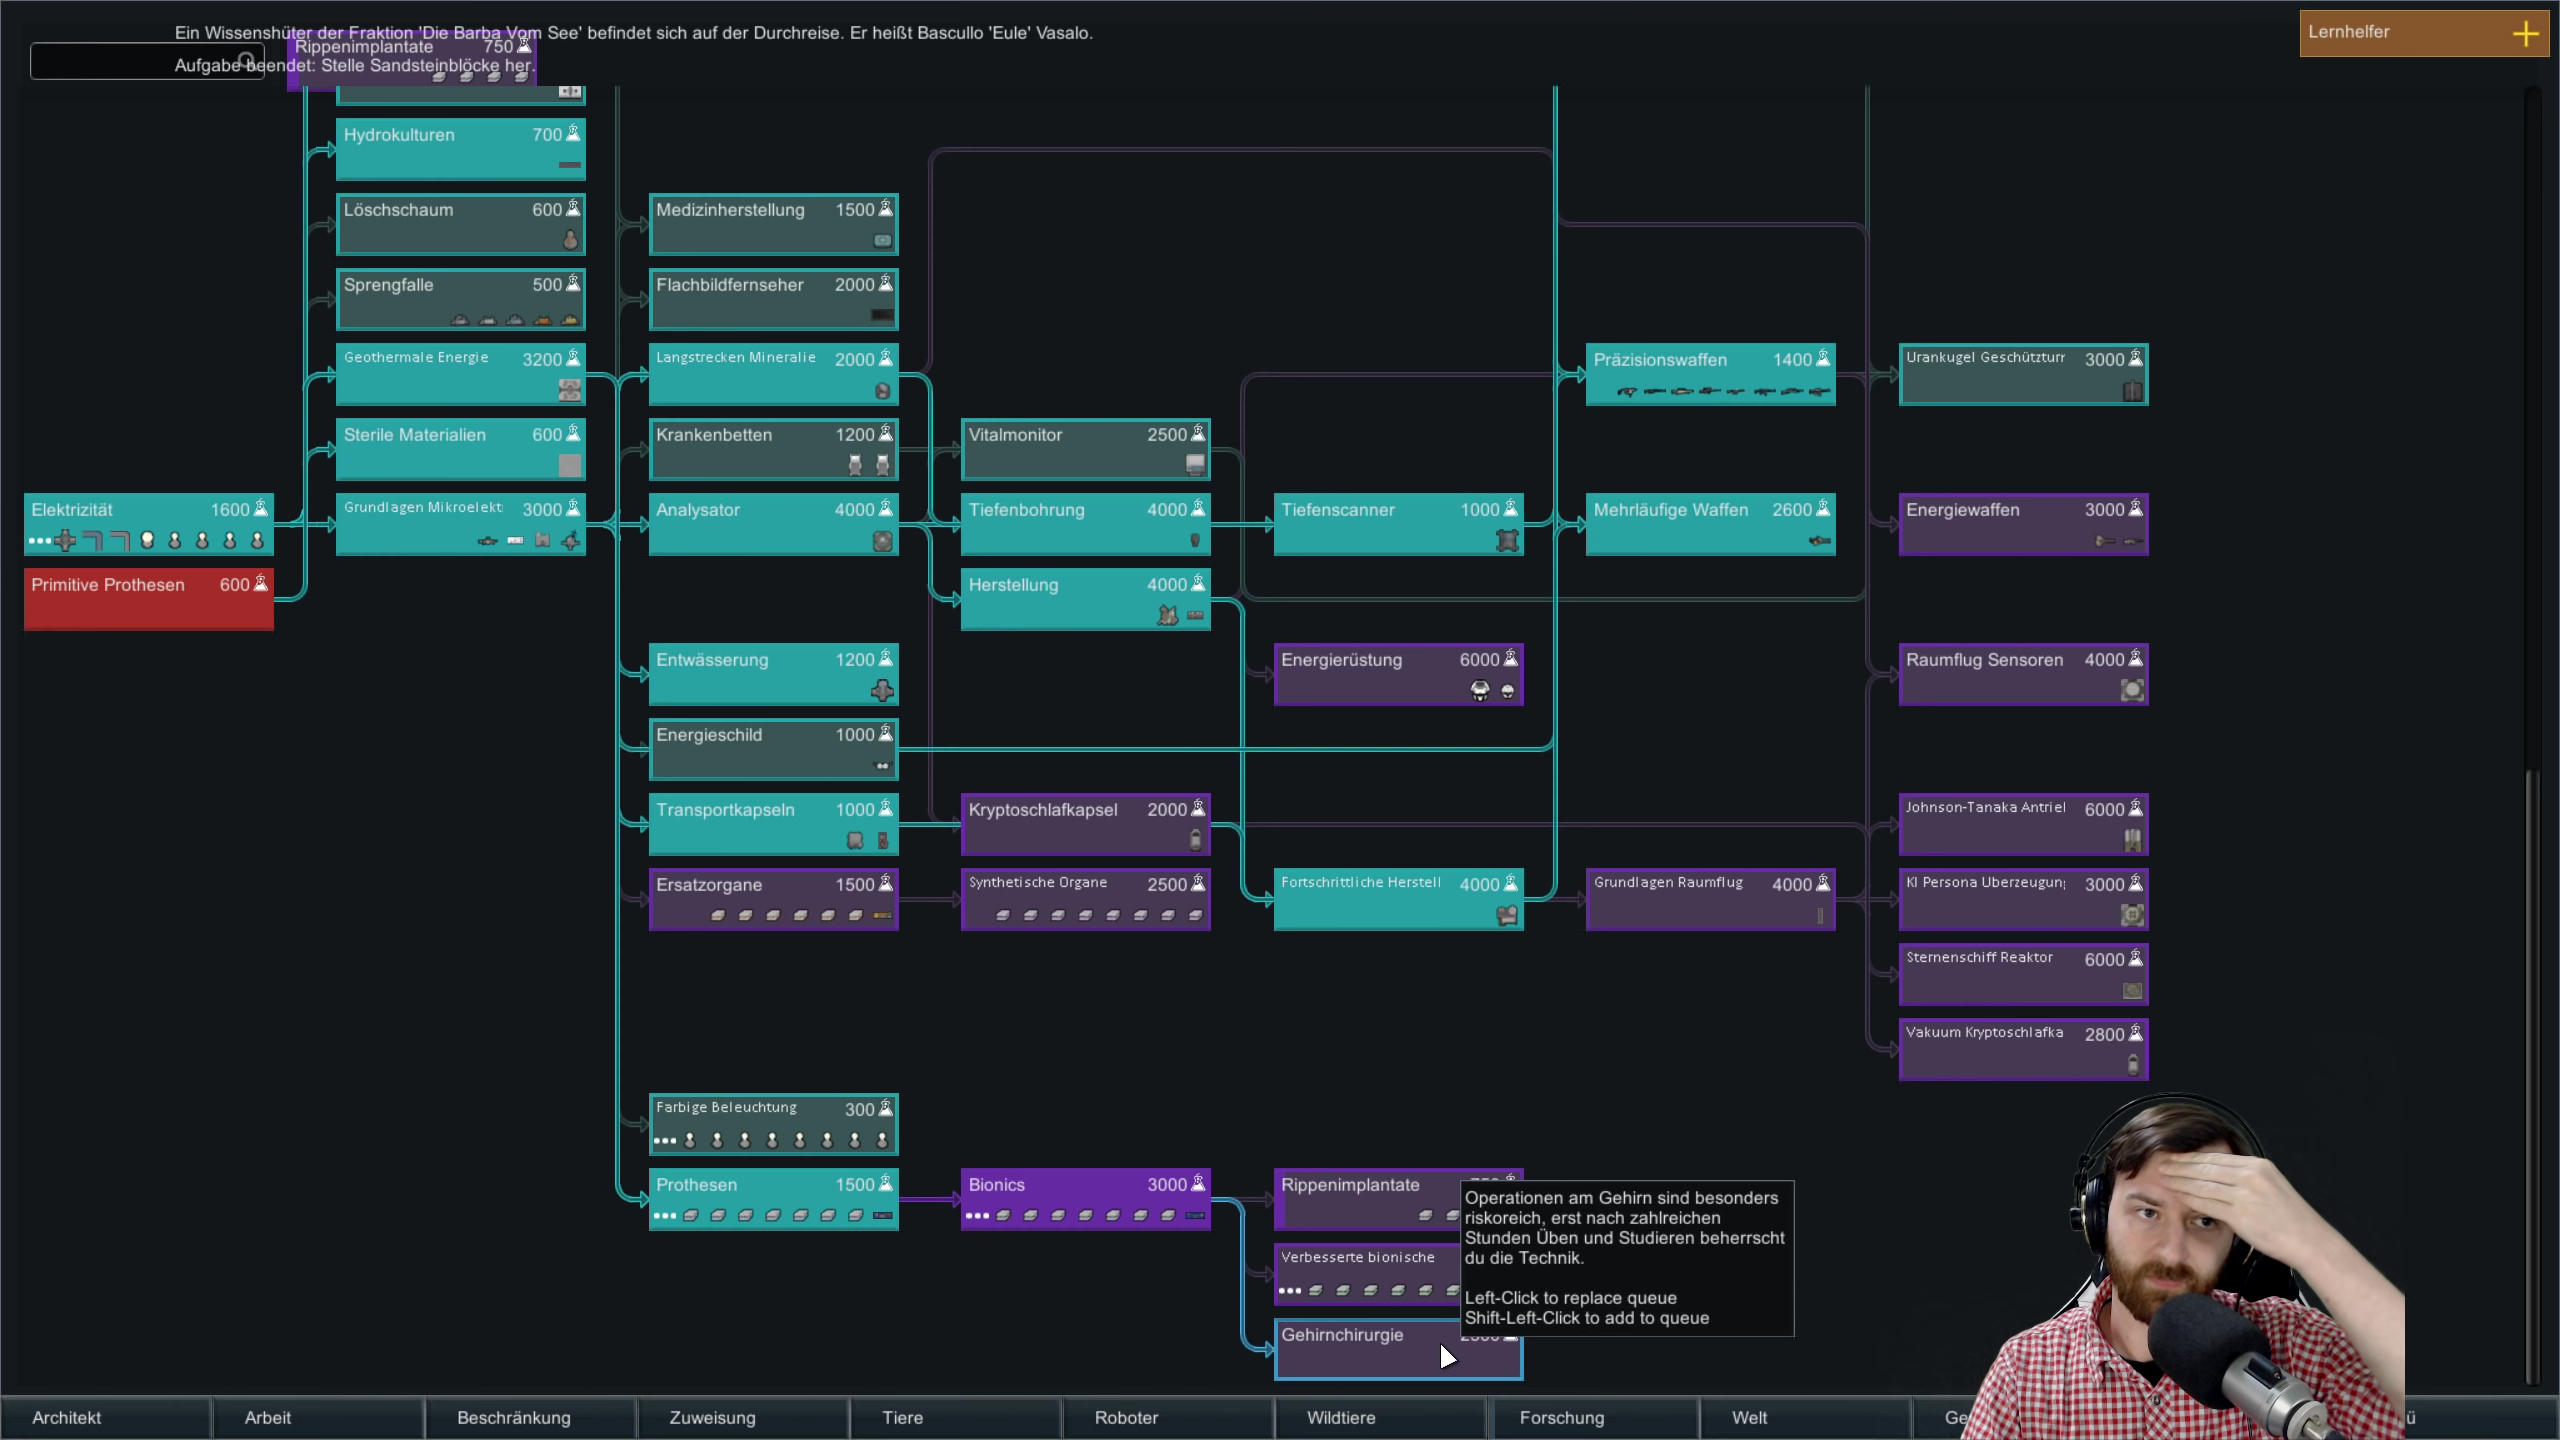 Ein Wissenshüter der Fraktion 'Die Barba Vom See' befindet sich auf der Durchreise. Er heißt Bascullo 'Eule' Vasalo.
Aufgabe beendet: Stelle Sandsteinblöcke her.
Rippenimplantate 750
Lernhelfer
Hydrokulturen 700
Löschschaum 600
Medizinherstellung 1500
Sprengfalle 500
Flachbildfernseher 2000
Geothermale Energie 3200
Langstrecken Mineralie 2000
Präzisionswaffen 1400
Urankugel Geschützturr 3000
Sterile Materialien 600
Krankenbetten 1200
Vitalmonitor 2500
Elektrizität 1600
Grundlagen Mikroelekt 3000
Analysator 4000
Tiefenbohrung 4000
Tiefenscanner 1000
Mehrläufige Waffen 2600
Energiewaffen 3000
Primitive Prothesen 600
Herstellung 4000
Entwässerung 1200
Energierüstung 6000
Raumflug Sensoren 4000
Energieschild 1000
Transportkapseln 1000
Kryptoschlafkapsel 2000
Johnson-Tanaka Antriel 6000
Ersatzorgane 1500
Synthetische Organe 2500
Fortschrittliche Herstell 4000
Grundlagen Raumflug 4000
KI Persona Überzeugung 3000
Sternenschiff Reaktor 6000
Vakuum Kryptoschlafka 2800
Farbige Beleuchtung 300
Prothesen 1500
Bionics 3000
Rippenimplantate
Verbesserte bionische
Gehirnchirurgie
Operationen am Gehirn sind besonders
riskoreich, erst nach zahlreichen
Stunden Üben und Studieren beherrscht
du die Technik.
Left-Click to replace queue
Shift-Left-Click to add to queue
Architekt
Arbeit
Beschränkung
Zuweisung
Tiere
Roboter
Wildtiere
Forschung
Welt
Ge
ü